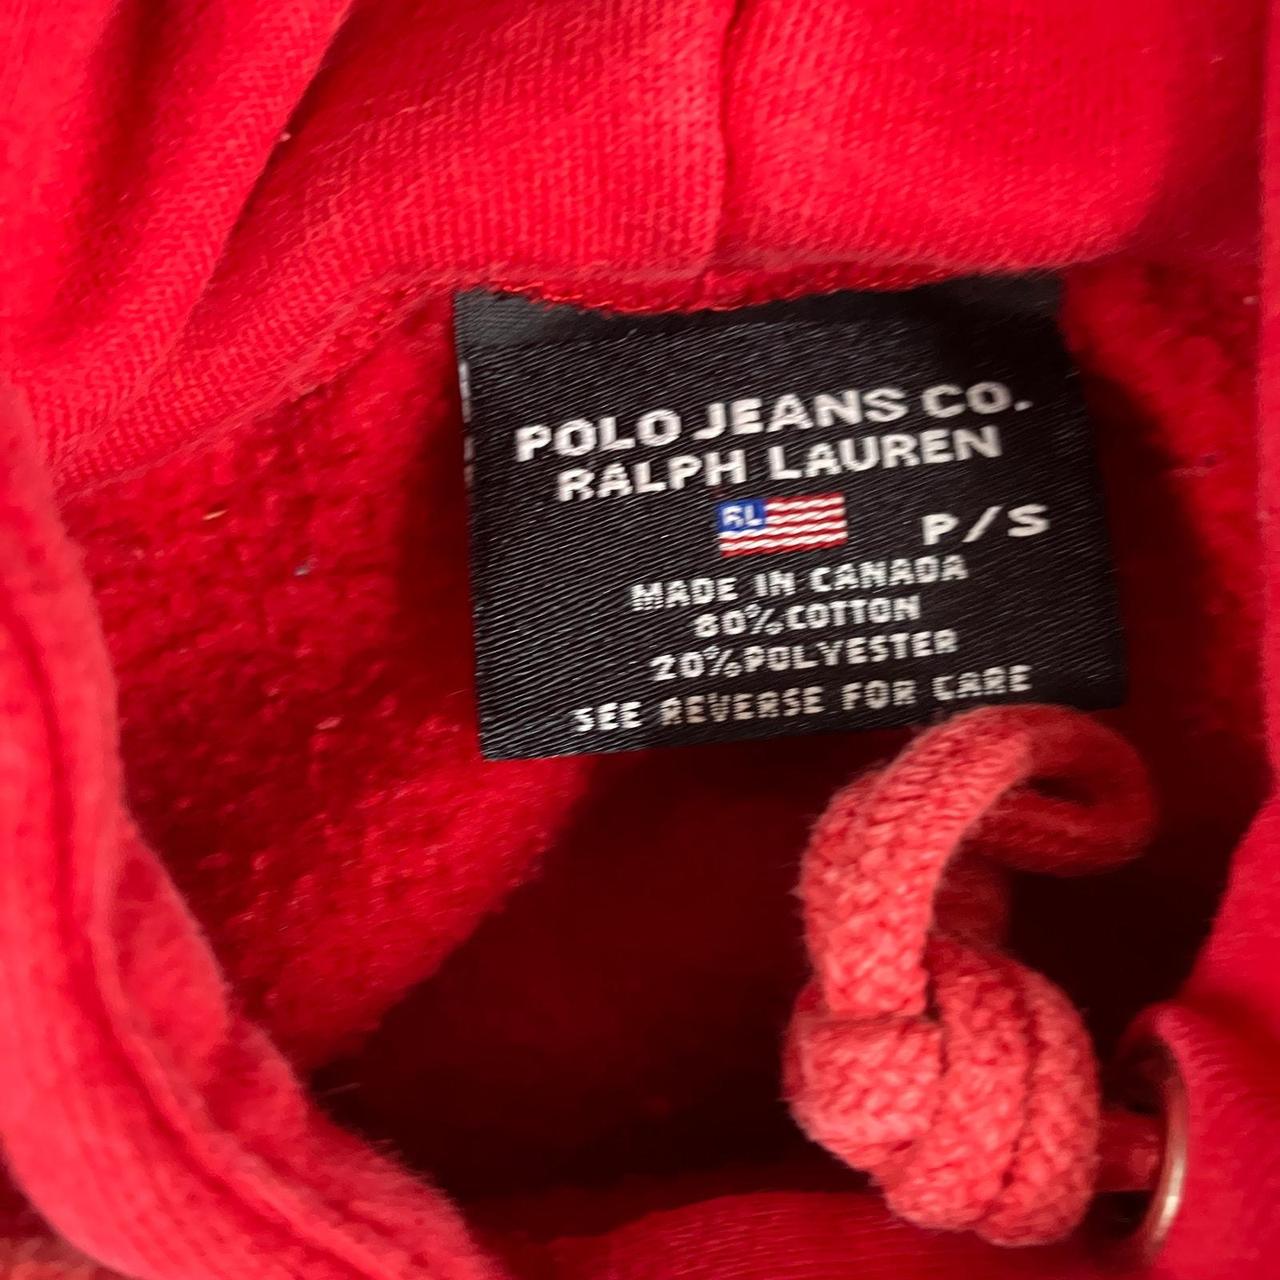 POLO JEANS CO.
RALPH LAUREN
RL
P/S
MADE IN CANADA
80% COTTON
20% POLYESTER
SEE REVERSE FOR CARE